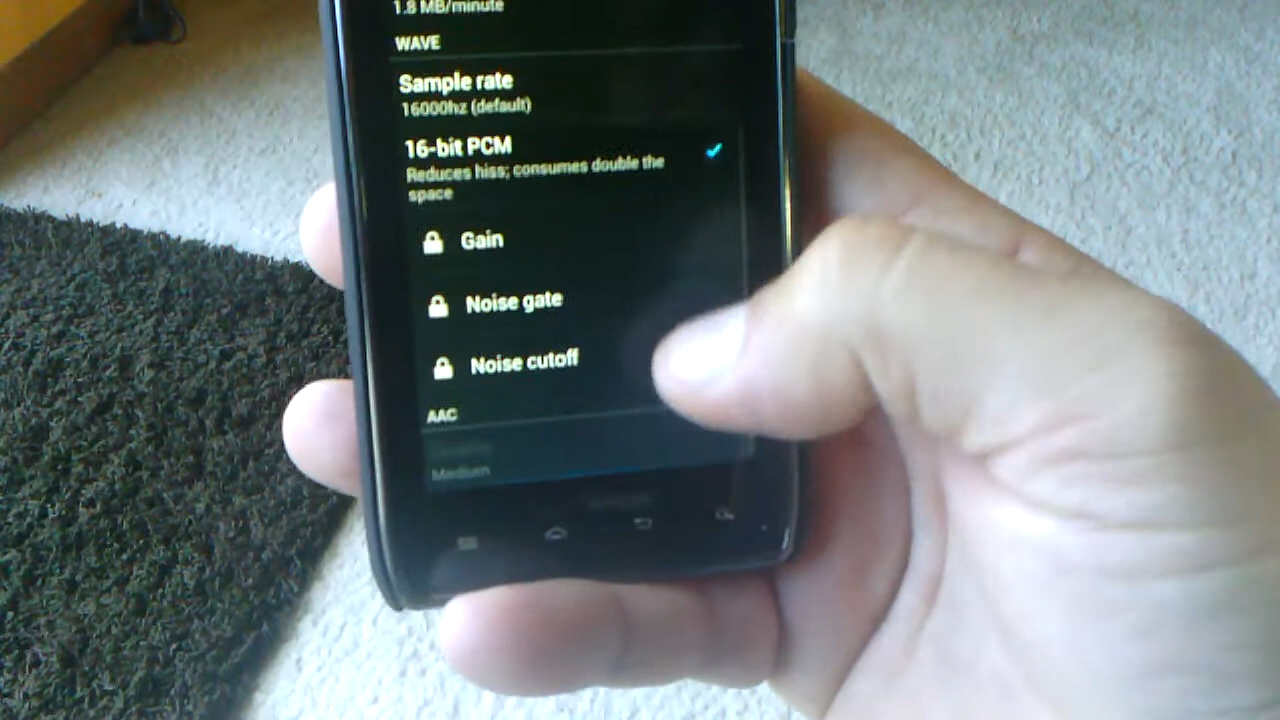 1.8 MB/minute
WAVE
Sample rate
16000hz (default)
16-bit PCM
Reduces hiss; consumes double the
space
Gain
Noise gate
Noise cutoff
AAC
Medium